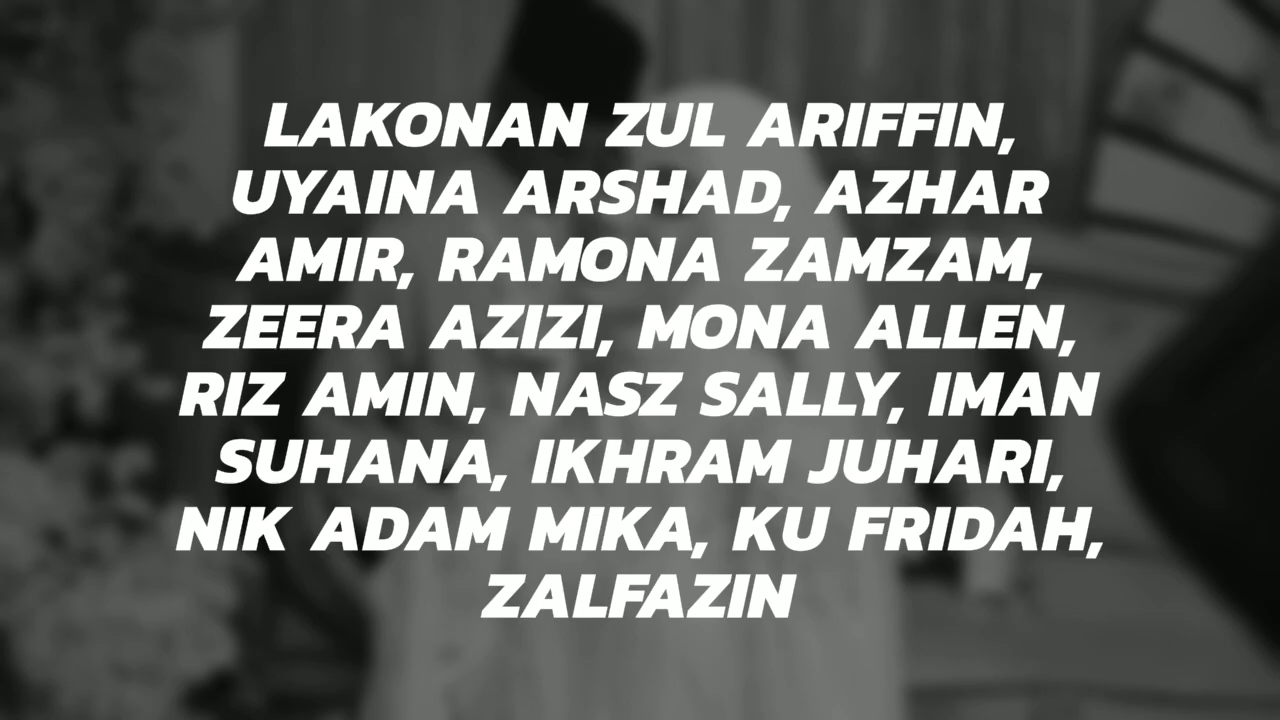 LAKONAN ZUL ARIFFIN,
UYAINA ARSHAD, AZHAR
AMIR, RAMONA ZAMZAM,
ZEERA AZIZI, MONA ALLEN,
RIZ AMIN, NASZ SALLY, IMAN
SUHANA, IKHRAM JUHARI,
NIK ADAM MIKA, KU FRIDAH,
ZALFAZIN